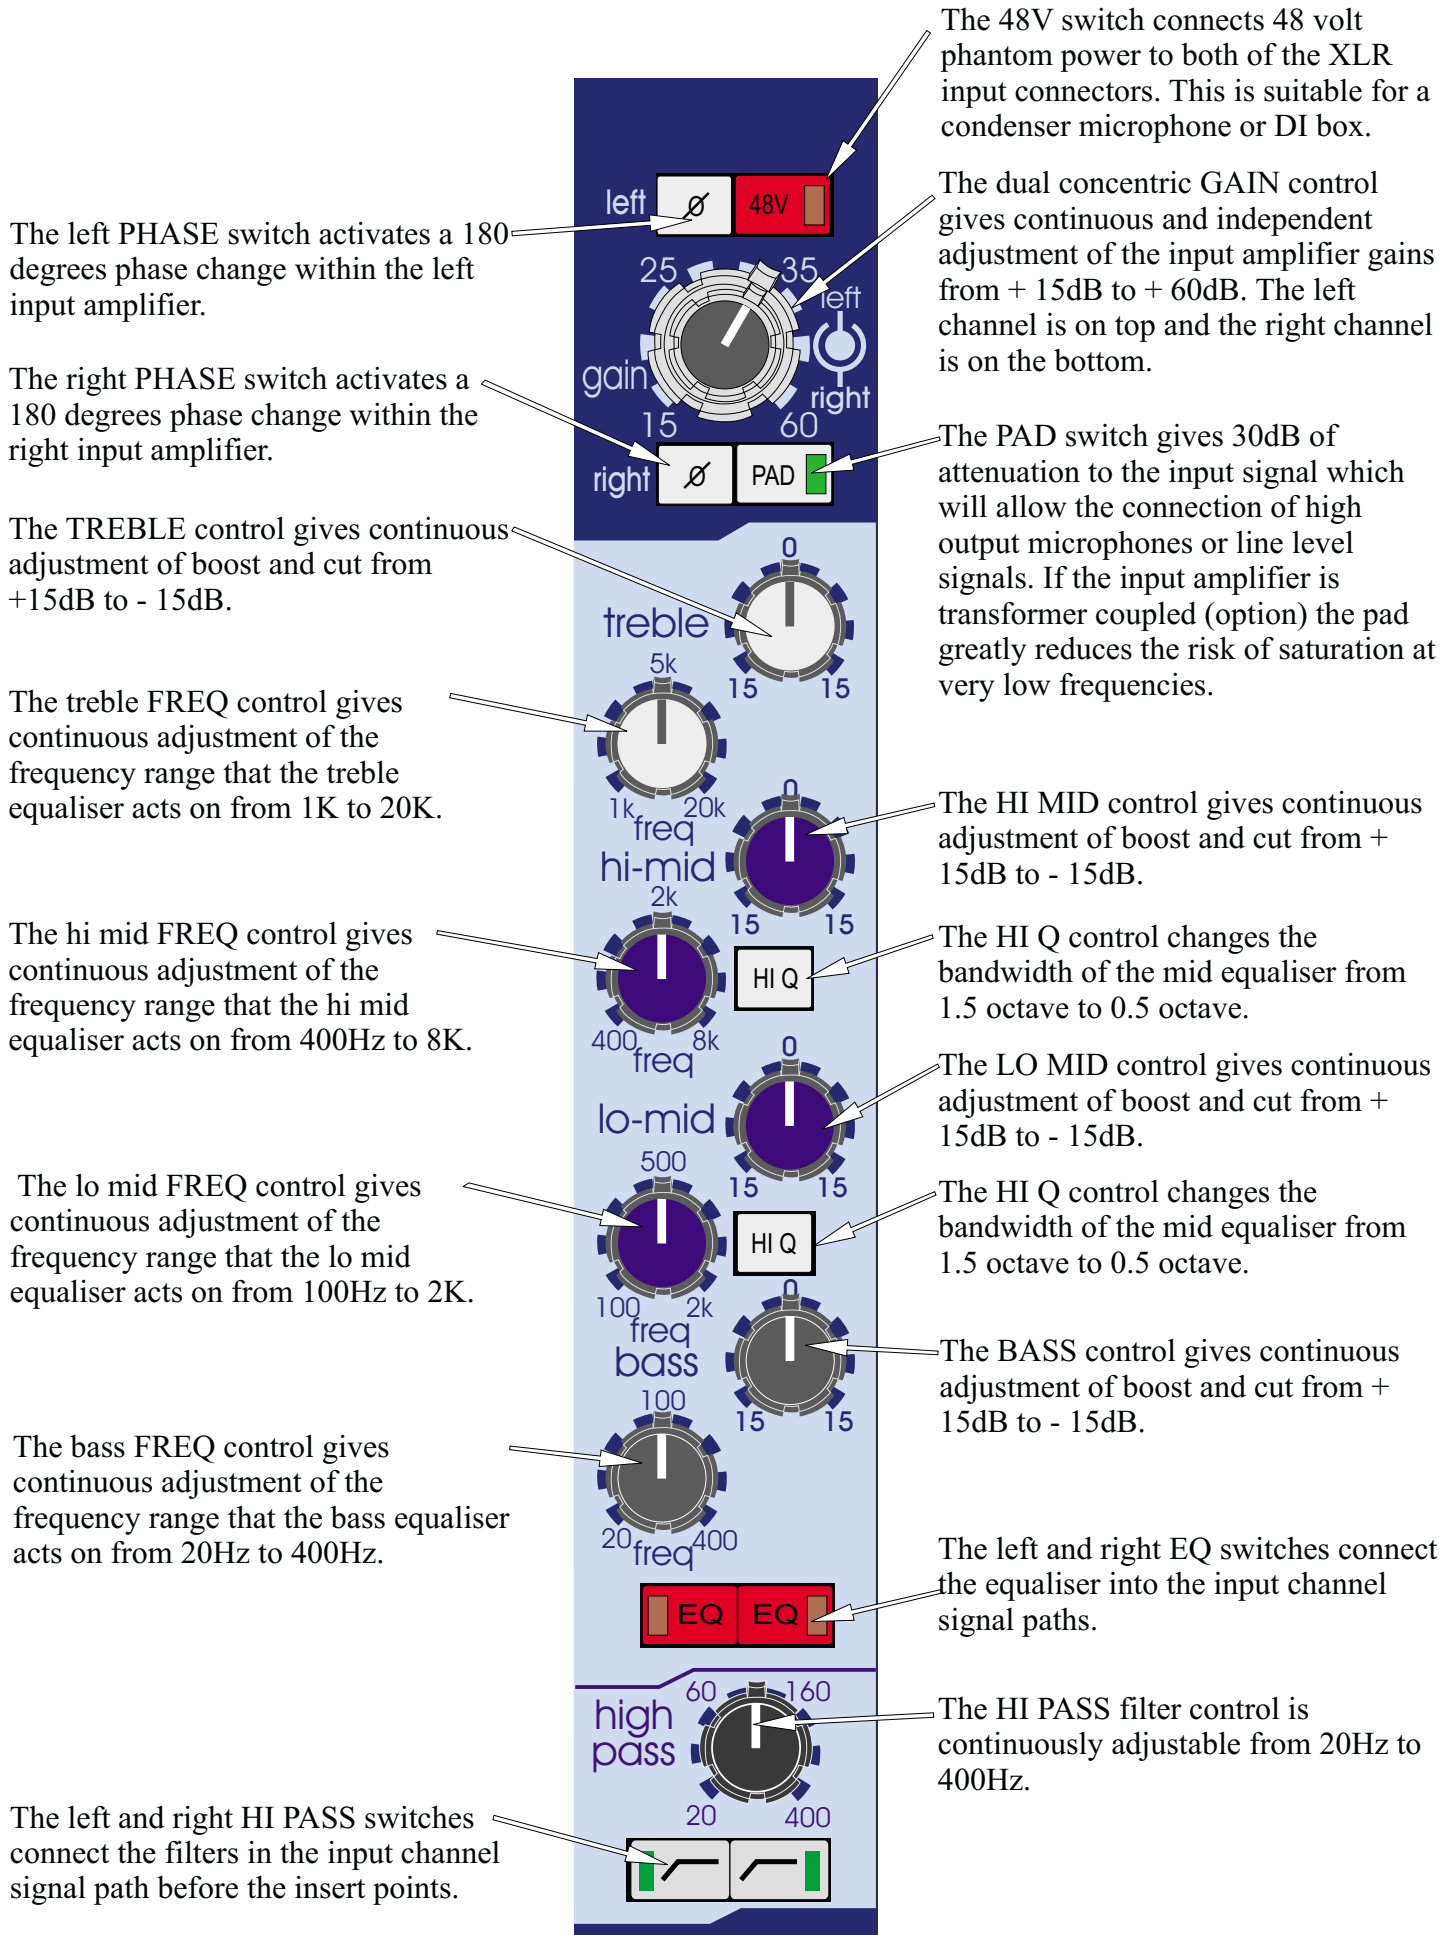 The 48V switch connects 48 volt
phantom power to both of the XLR
input connectors. This is suitable for a
condenser microphone or DI box.
The dual concentric GAIN control
gives continuous and independent
adjustment of the input amplifier gains
from + 15dB to + 60dB. The left
channel is on top and the right channel
is on the bottom.
The PAD switch gives 30dB of
attenuation to the input signal which
will allow the connection of high
output microphones or line level
signals. If the input amplifier is
transformer coupled (option) the pad
greatly reduces the risk of saturation at
very low frequencies.
The HI MID control gives continuous
adjustment of boost and cut from +
15dB to - 15dB.
The HI Q control changes the
bandwidth of the mid equaliser from
1.5 octave to 0.5 octave.
The LO MID control gives continuous
adjustment of boost and cut from +
15dB to - 15dB.
The HI Q control changes the
bandwidth of the mid equaliser from
1.5 octave to 0.5 octave.
The BASS control gives continuous
adjustment of boost and cut from +
15dB to - 15dB.
The left and right EQ switches connect
the equaliser into the input channel
signal paths.
The HI PASS filter control is
continuously adjustable from 20Hz to
400Hz.
The left PHASE switch activates a 180
degrees phase change within the left
input amplifier.
The right PHASE switch activates a
180 degrees phase change within the
right input amplifier.
The TREBLE control gives continuous
adjustment of boost and cut from
+15dB to - 15dB.
The treble FREQ control gives
continuous adjustment of the
frequency range that the treble
equaliser acts on from 1K to 20K.
The hi mid FREQ control gives
continuous adjustment of the
frequency range that the hi mid
equaliser acts on from 400Hz to 8K.
The lo mid FREQ control gives
continuous adjustment of the
frequency range that the lo mid
equaliser acts on from 100Hz to 2K.
The bass FREQ control gives
continuous adjustment of the
frequency range that the bass equaliser
acts on from 20Hz to 400Hz.
The left and right HI PASS switches
connect the filters in the input channel
signal path before the insert points.
left Ø 48V
25 35
left
gain
right
15 60
right Ø PAD
0
treble
15 15
5k
1k 20k
freq
0
hi-mid
15 15
2k
HI Q
400 8k
freq
0
lo-mid
15 15
500
HI Q
100 2k
freq
0
bass
15 15
100
20 400
freq
EQ EQ
60 160
high
pass
20 400